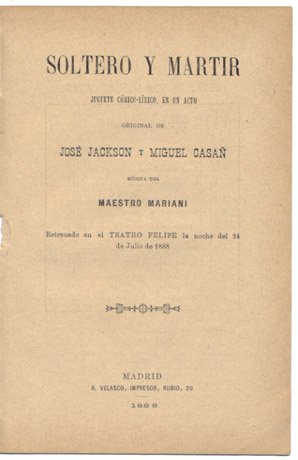 SOLTERO Y MARTIR
JUGUETE CÓMICO-LÍRICO, EN UN ACTO
ORIGINAL DE
JOSÉ JACKSON Y MIGUEL CASAÑ
MÚSICA DEL
MAESTRO MARIANI
Estrenado en el TEATRO FELIPE la noche del 24
de Julio de 1888
MADRID
R. VELASCO, IMPRESOR, RUBIO, 20
1888